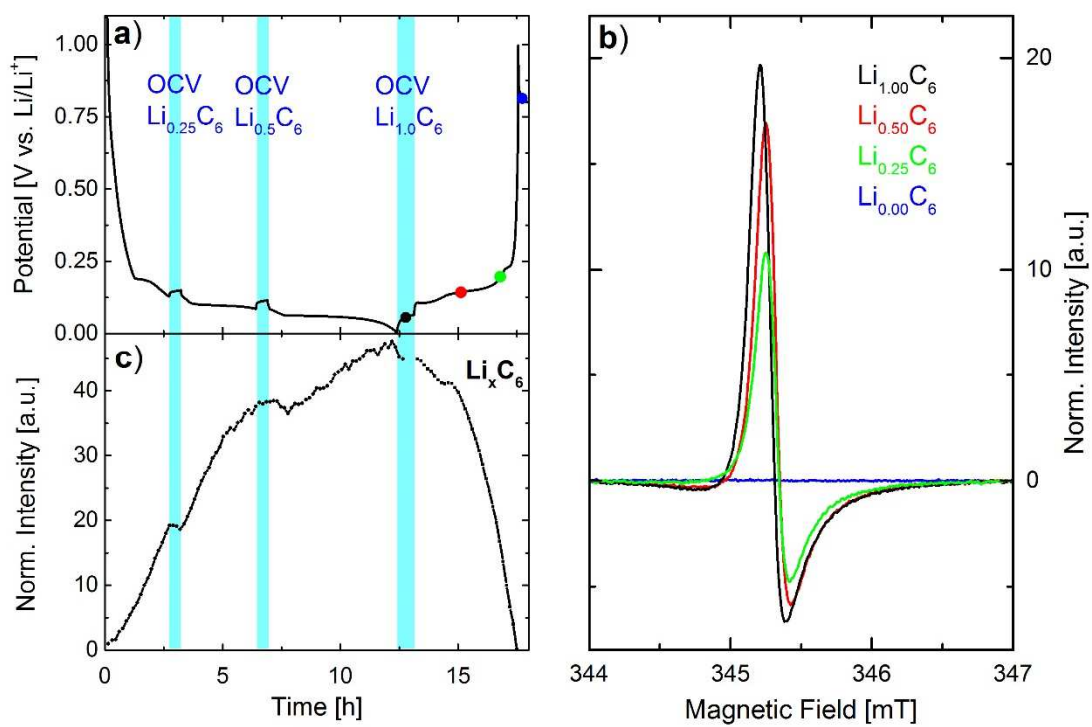 a)
1.00
0.75
0.50
0.25
0.00
Potential [V vs. Li/Li⁺]
OCV
Li₀.₂₅C₆
OCV
Li₀.₅C₆
OCV
Li₁.₀C₆
c)
LiₓC₆
40
30
20
10
0
Norm. Intensity [a.u.]
0 5 10 15
Time [h]
b)
Li₁.₀₀C₆
Li₀.₅₀C₆
Li₀.₂₅C₆
Li₀.₀₀C₆
20
10
0
Norm. Intensity [a.u.]
344 345 346 347
Magnetic Field [mT]